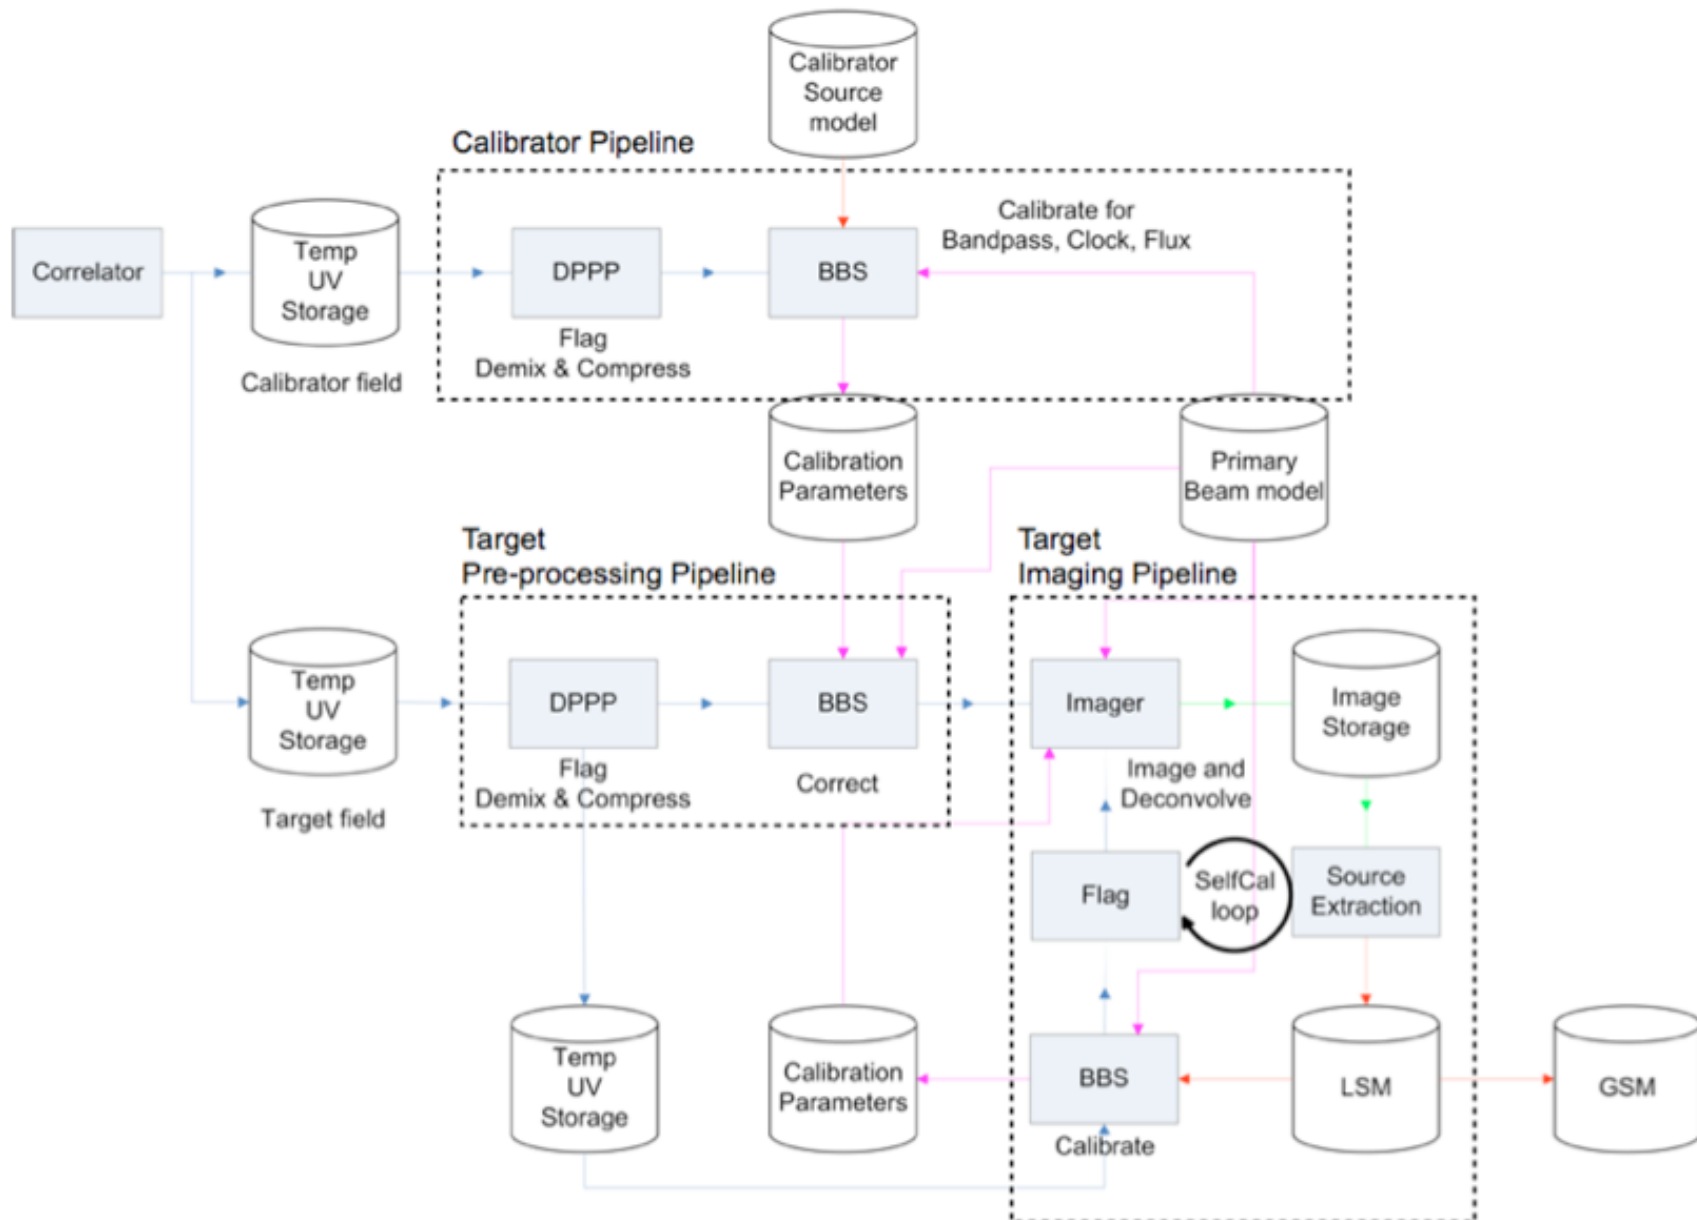 Calibrator
Source
model
Calibrator Pipeline
Correlator
Temp
UV
Storage
Calibrator field
DPPP
Flag
Demix & Compress
BBS
Calibrate for
Bandpass, Clock, Flux
Calibration
Parameters
Primary
Beam model
Target
Pre-processing Pipeline
Target
Imaging Pipeline
Temp
UV
Storage
Target field
DPPP
Flag
Demix & Compress
BBS
Correct
Imager
Image and
Deconvolve
Image
Storage
Flag
SelfCal
loop
Source
Extraction
Temp
UV
Storage
Calibration
Parameters
BBS
Calibrate
LSM
GSM